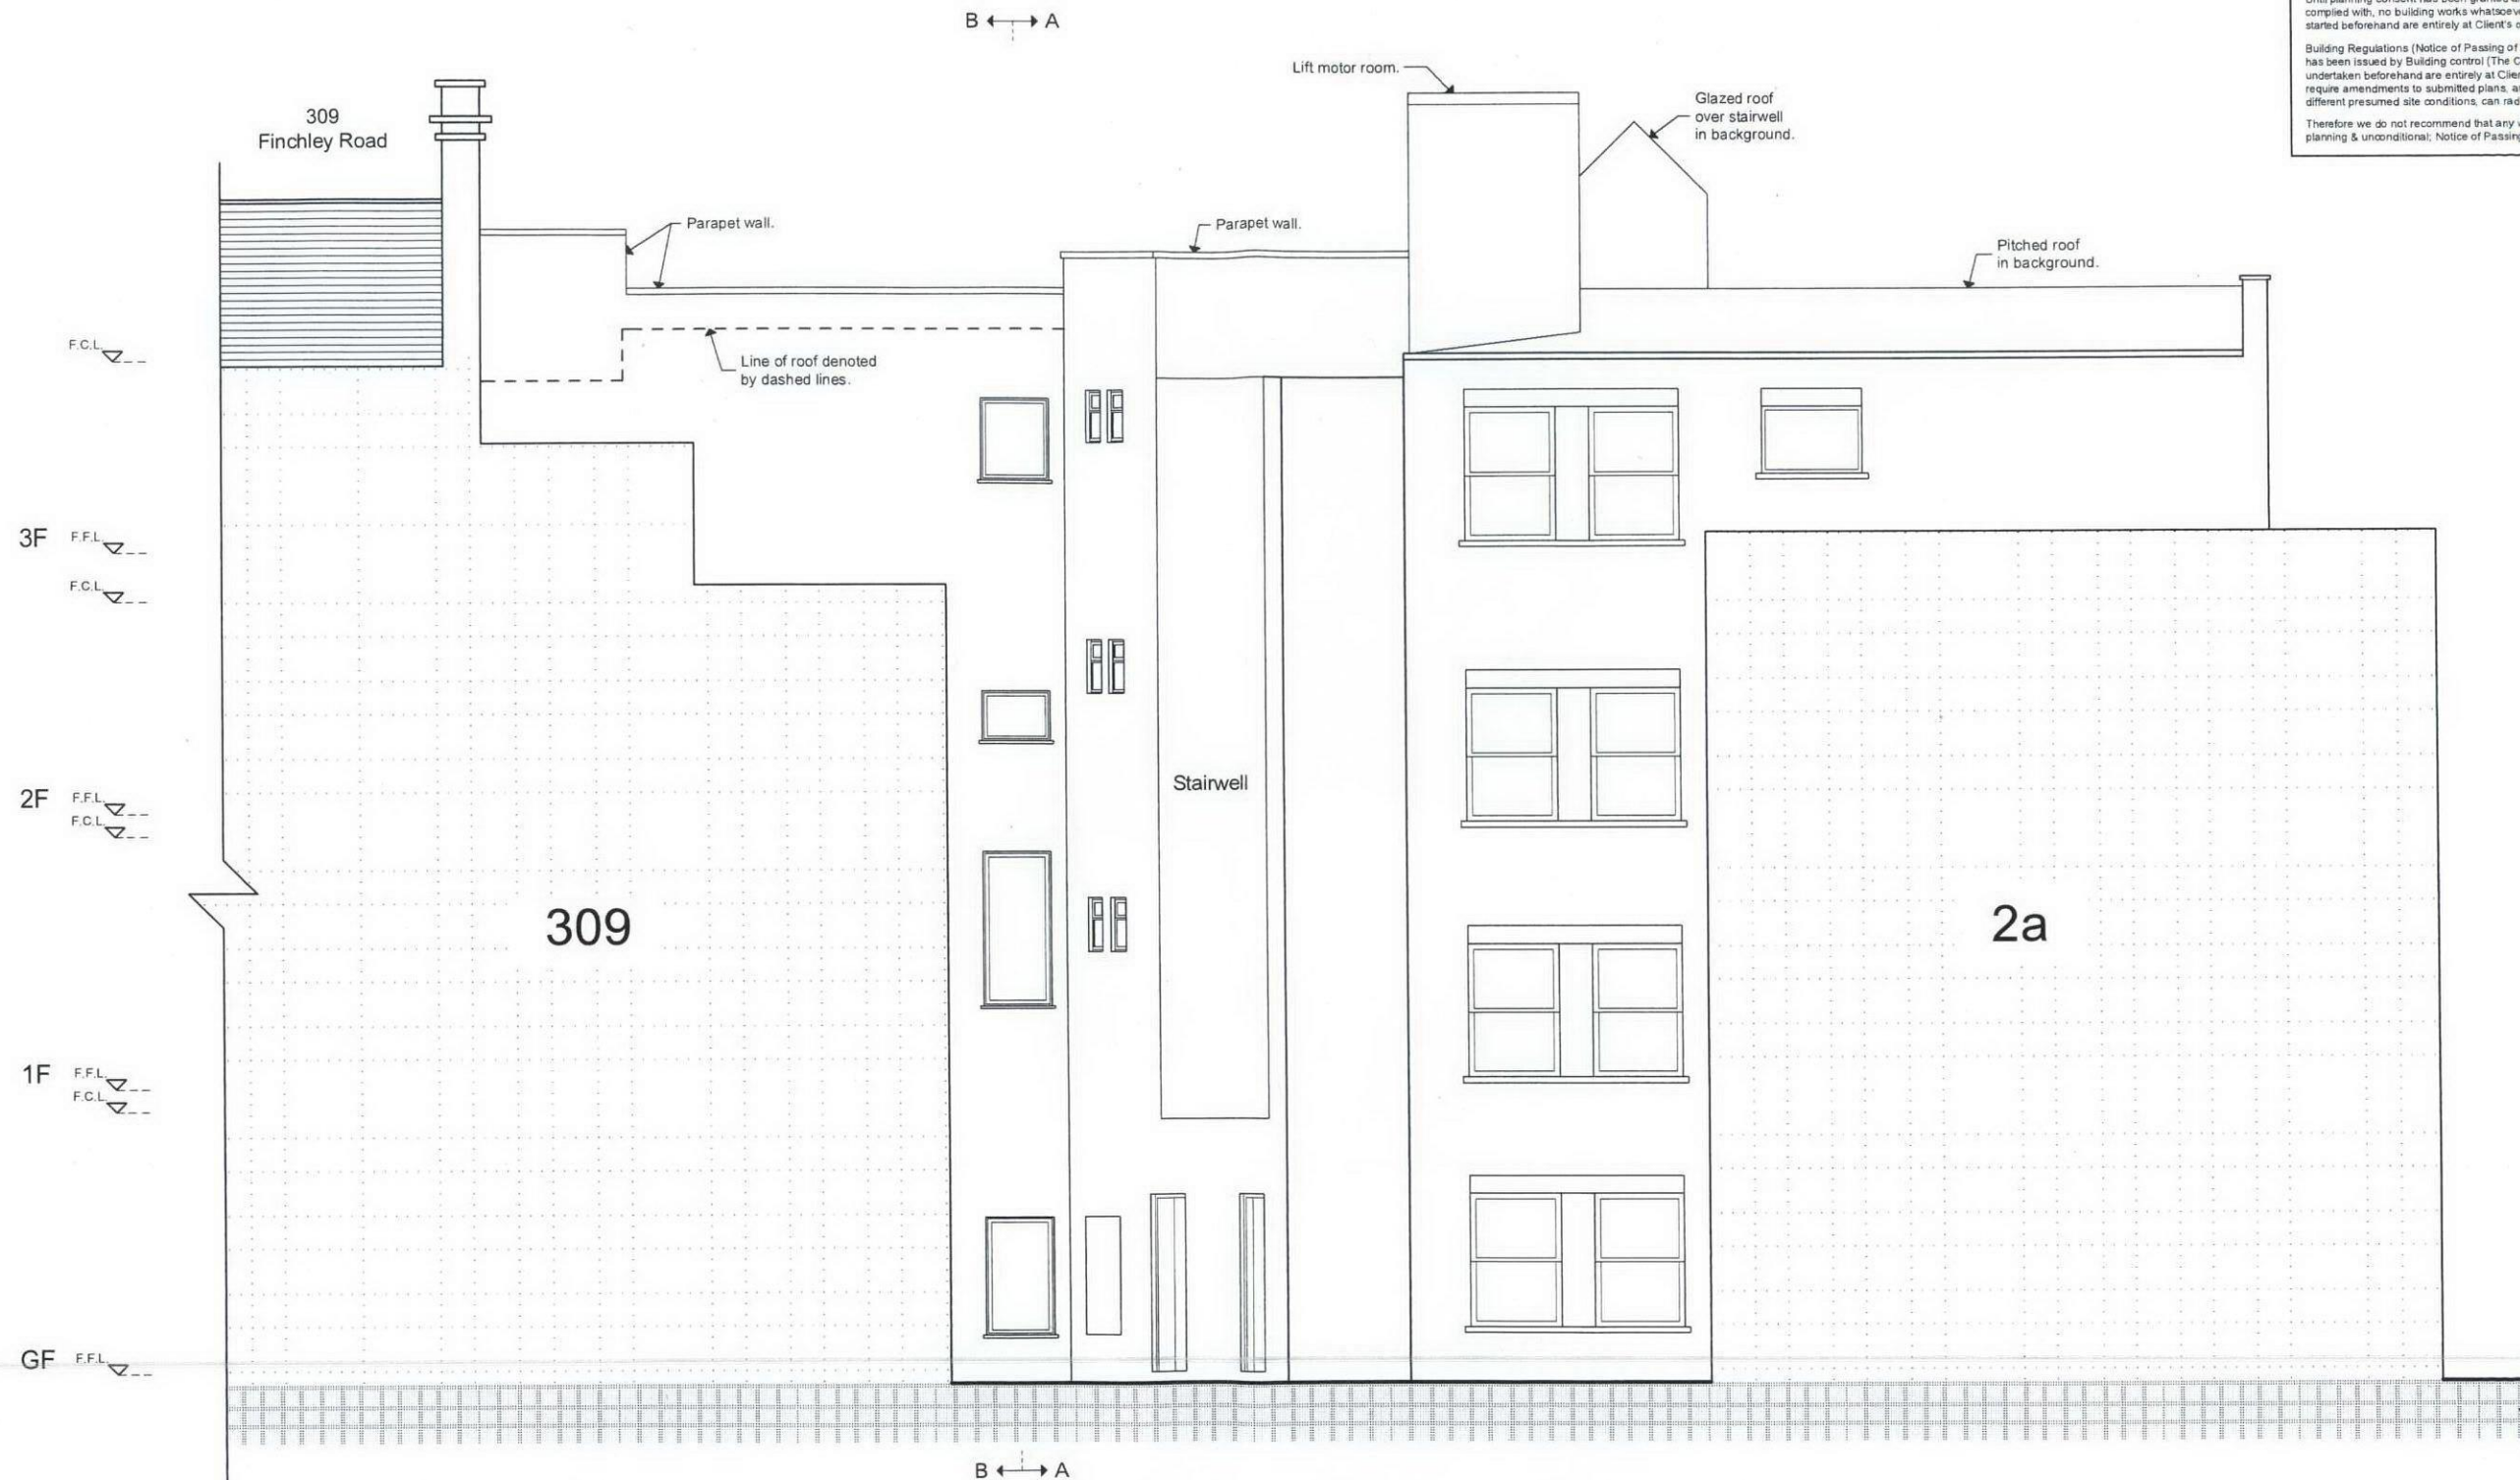 B A
complied with, no building works
started beforehand are entirely at Client's
Building Regulations (Notice of Passing of
has been issued by Building control (The
undertaken beforehand are entirely at
require amendments to submitted plans,
different presumed site conditions, can
Therefore we do not recommend that any
planning & unconditional; Notice of
Lift motor room.
309
Finchley Road
Glazed roof
over stairwell
in background.
Parapet wall.
Parapet wall.
Pitched roof
in background.
F.C.L.
Line of roof denoted
by dashed lines.
3F F.F.L.
F.C.L.
Stairwell
2F F.F.L.
F.C.L.
309
2a
1F F.F.L.
F.C.L.
GF F.F.L.
B A